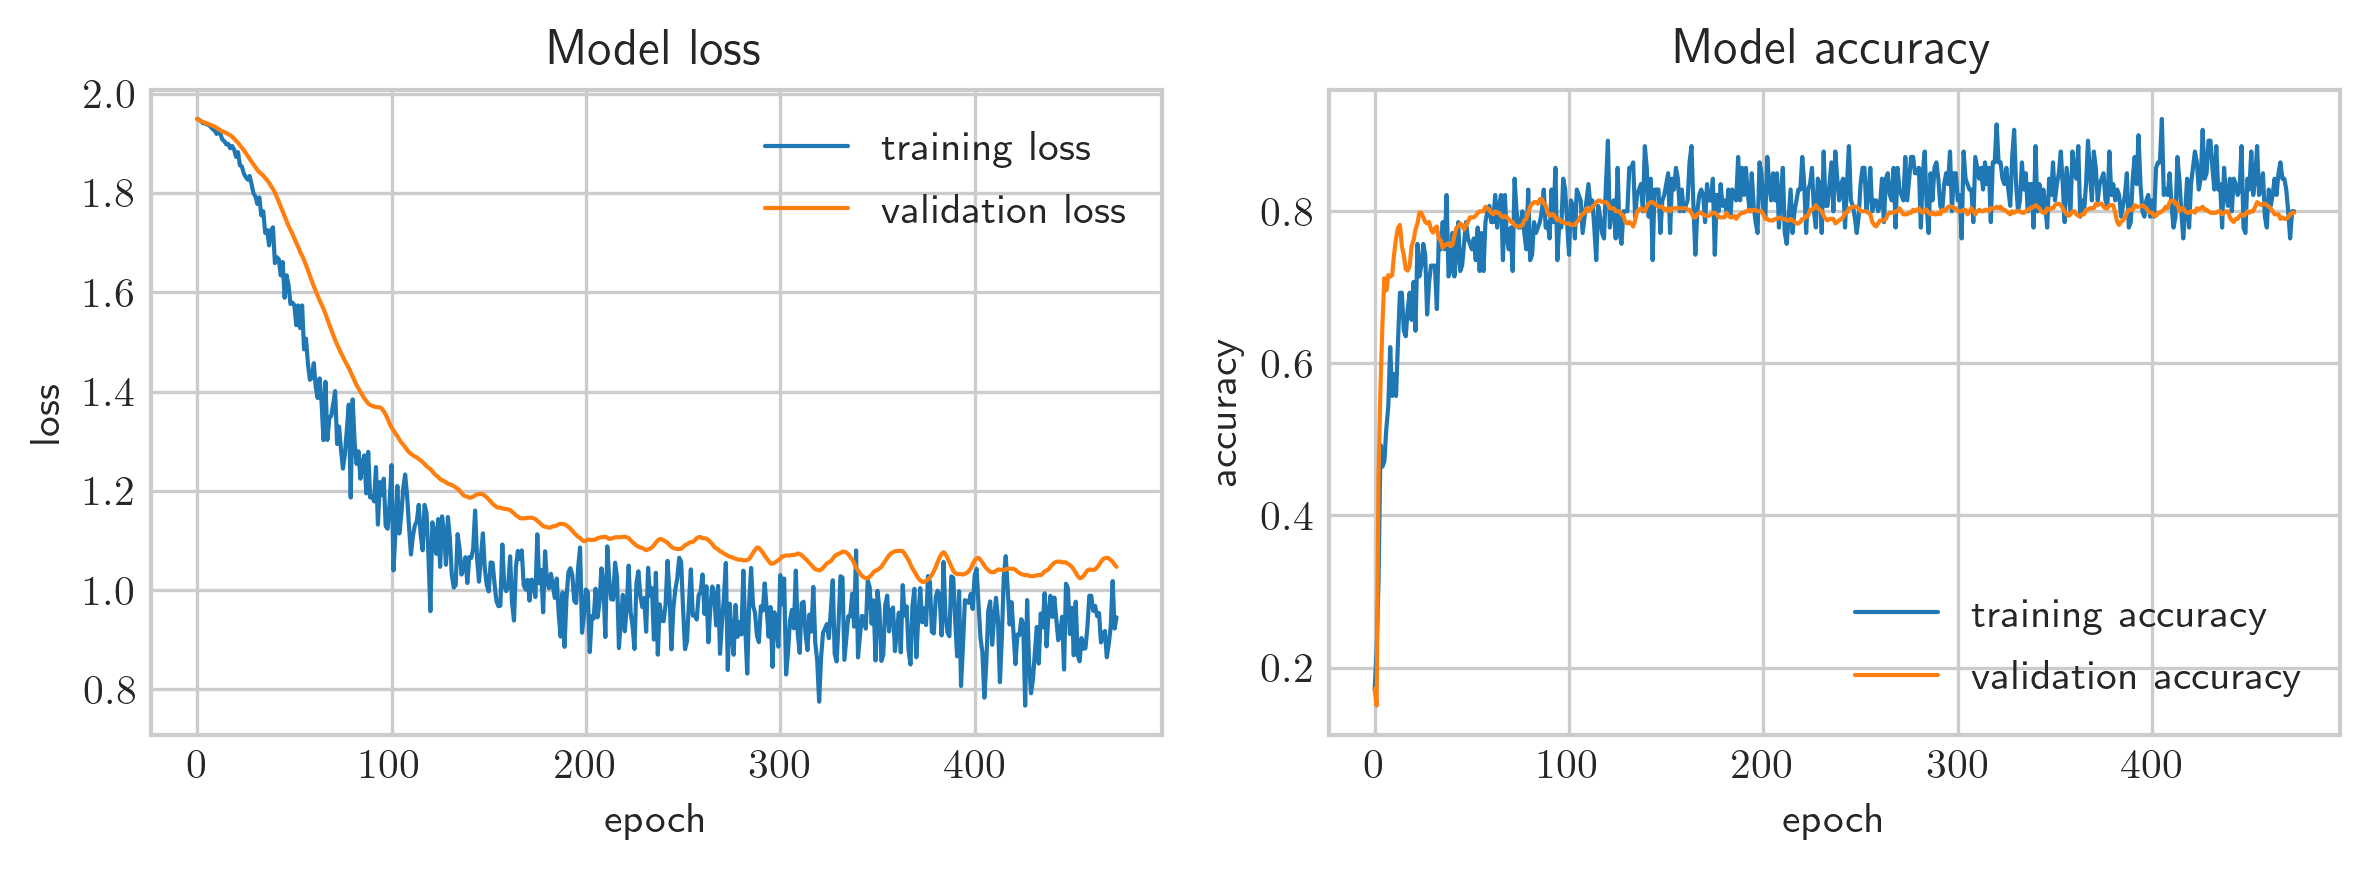 Model loss
2.0
1.8
1.6
1.4
1.2
1.0
0.8
loss
training loss
validation loss
0
100
200
300
400
epoch
Model accuracy
0.8
0.6
0.4
0.2
accuracy
training accuracy
validation accuracy
0
100
200
300
400
epoch